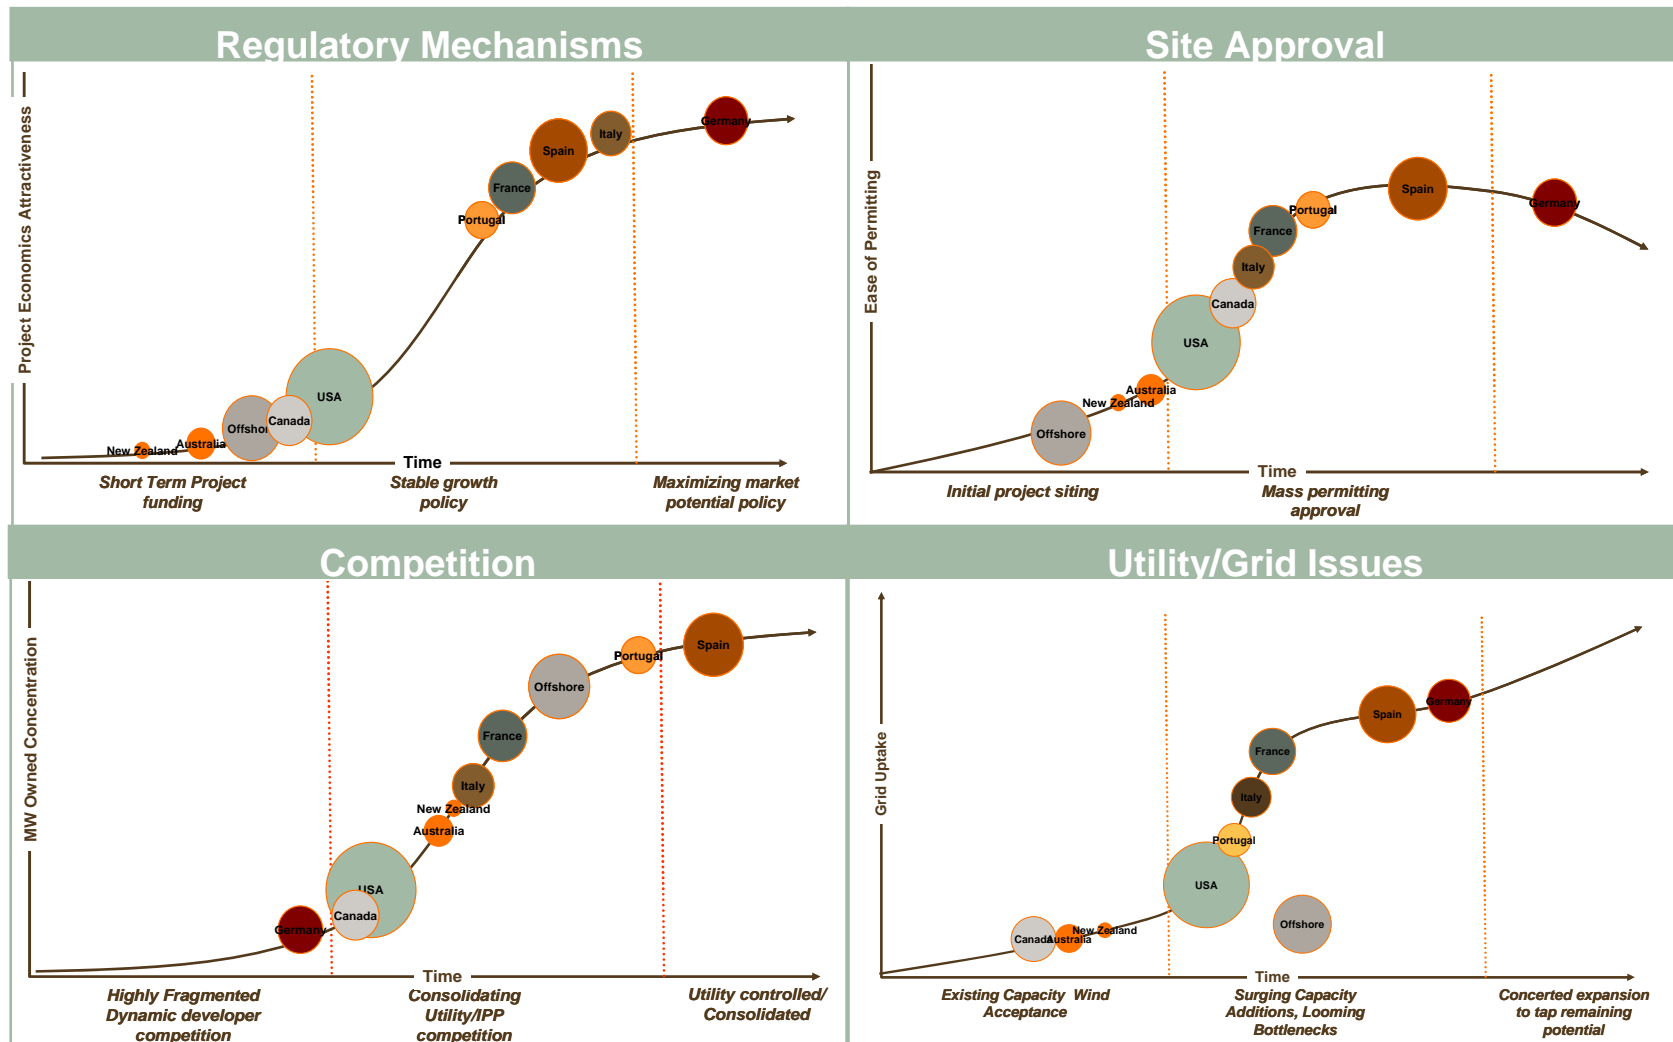 Regulatory Mechanisms
Project Economics Attractiveness
Germany
Italy
Spain
France
Portugal
USA
Canada
Offshor
Australia
New Zealand
Time
Short Term Project
funding
Stable growth
policy
Maximizing market
potential policy
Site Approval
Ease of Permitting
Spain
Germany
Portugal
France
Italy
Canada
USA
Australia
New Zealand
Offshore
Time
Initial project siting
Mass permitting
approval
Competition
MW Owned Concentration
Spain
Portugal
Offshore
France
Italy
New Zealand
Australia
USA
Canada
Germany
Time
Highly Fragmented
Dynamic developer
competition
Consolidating
Utility/IPP
competition
Utility controlled/
Consolidated
Utility/Grid Issues
Grid Uptake
Germany
Spain
France
Italy
Portugal
USA
Offshore
New Zealand
Canada
Australia
Time
Existing Capacity Wind
Acceptance
Surging Capacity
Additions, Looming
Bottlenecks
Concerted expansion
to tap remaining
potential